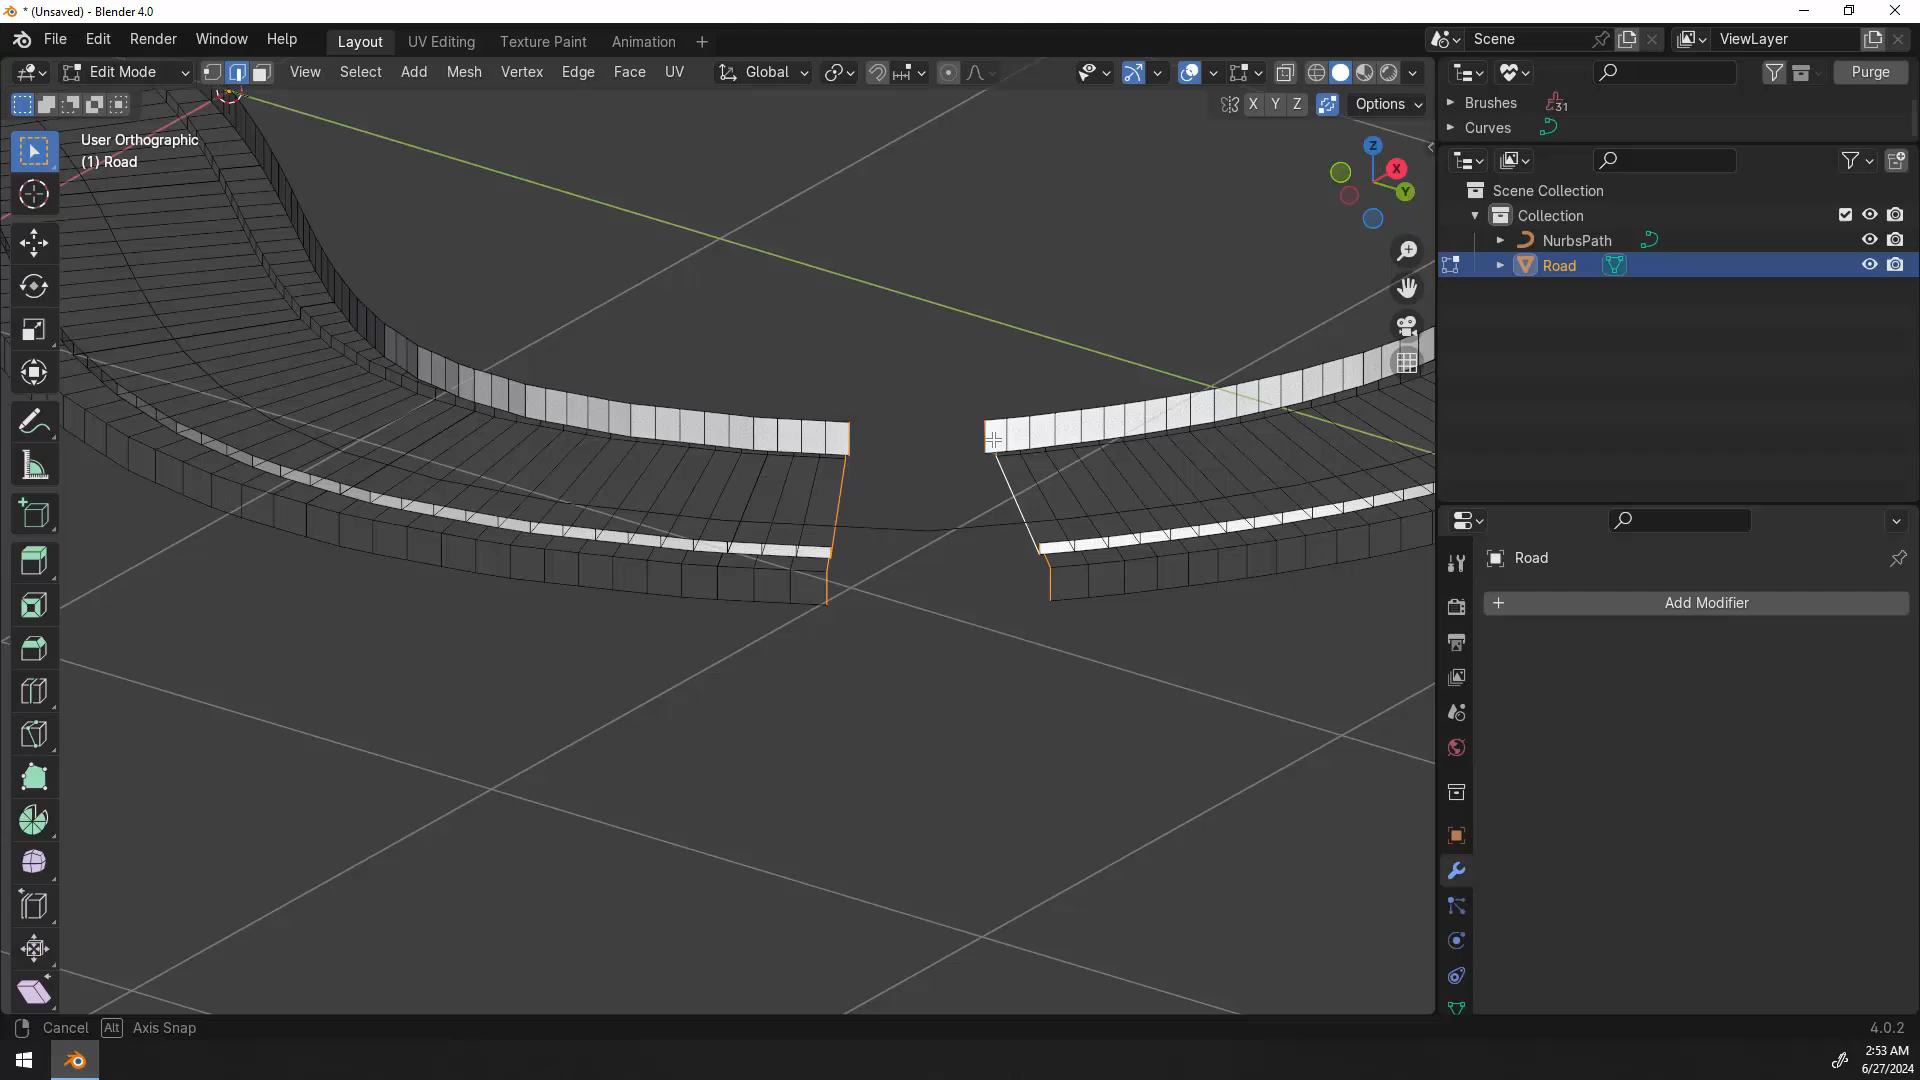 * (Unsaved) - Blender 4.0
File Edit Render Window Help Layout UV Editing Texture Paint Animation + Scene ViewLayer
Edit Mode View Select Add Mesh Vertex Edge Face UV Global Purge
X Y Z Options
Brushes 31
Curves
User Orthographic
(1) Road
Z
X
Y
Scene Collection
Collection
NurbsPath
Road
Road
+ Add Modifier
Cancel Alt Axis Snap 4.0.2
2:53 AM
6/27/2024